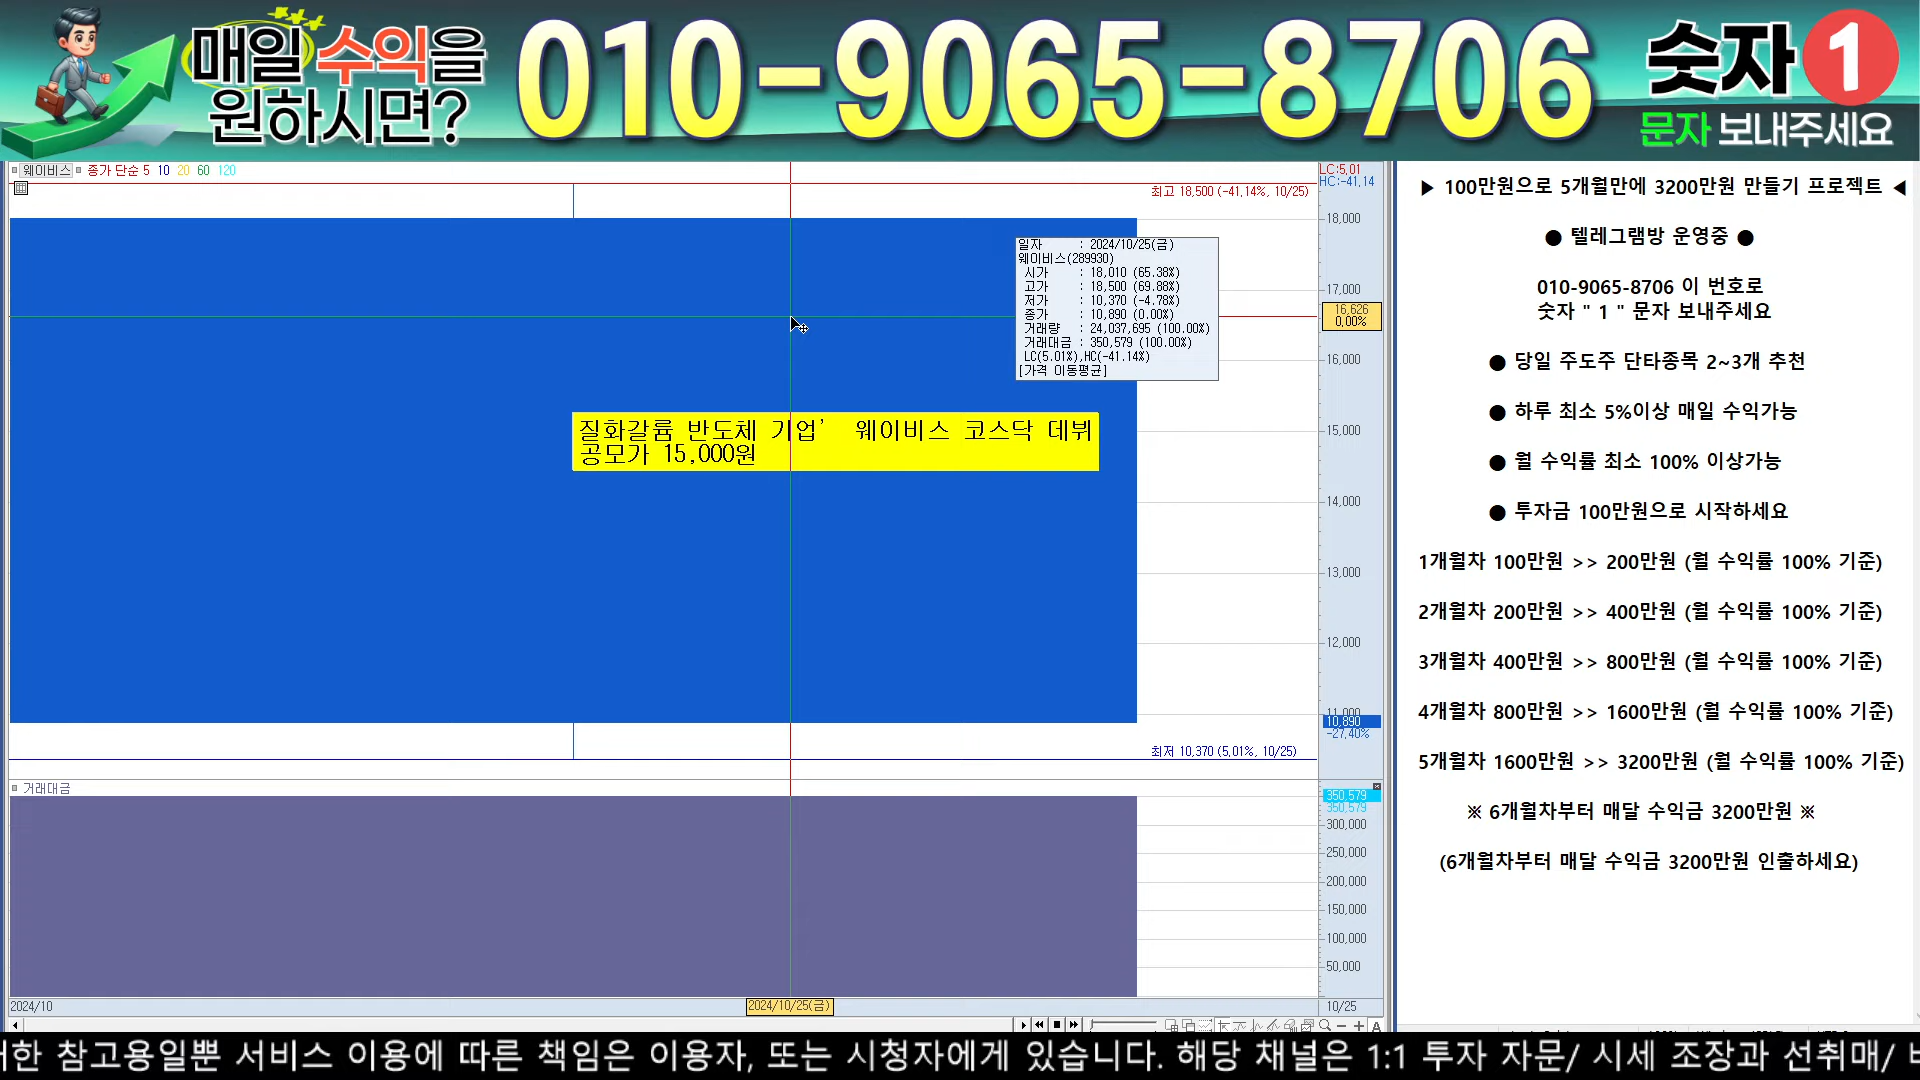 매일 수익을
원하시면?
010-9065-8706
숫자 1
문자 보내주세요
웨이비스 종가 단순 5 10 20 60 120
LC:5,01
HC:-41,14
최고 18,500 (-41,14%, 10/25)
18,000
일자 : 2024/10/25(금)
웨이비스(289930)
시가 : 18,010 (65.38%)
고가 : 18,500 (69.88%)
저가 : 10,370 (-4.78%)
종가 : 10,890 (0.00%)
거래량 : 24,037,695 (100.00%)
거래대금 : 350,579 (100.00%)
LC(5.01%),HC(-41.14%)
[가격 이동평균]
17,000
16,626
0,00%
16,000
질화갈륨 반도체 기업’ 웨이비스 코스닥 데뷔
공모가 15,000원
15,000
14,000
13,000
12,000
11,000
10,890
-27,40%
최저 10,370 (5,01%, 10/25)
거래대금
350,579
350,579
300,000
250,000
200,000
150,000
100,000
50,000
2024/10
2024/10/25(금)
10/25
A
▶ 100만원으로 5개월만에 3200만원 만들기 프로젝트 ◀
● 텔레그램방 운영중 ●
010-9065-8706 이 번호로
숫자 " 1 " 문자 보내주세요
● 당일 주도주 단타종목 2~3개 추천
● 하루 최소 5%이상 매일 수익가능
● 월 수익률 최소 100% 이상가능
● 투자금 100만원으로 시작하세요
1개월차 100만원 >> 200만원 (월 수익률 100% 기준)
2개월차 200만원 >> 400만원 (월 수익률 100% 기준)
3개월차 400만원 >> 800만원 (월 수익률 100% 기준)
4개월차 800만원 >> 1600만원 (월 수익률 100% 기준)
5개월차 1600만원 >> 3200만원 (월 수익률 100% 기준)
※ 6개월차부터 매달 수익금 3200만원 ※
(6개월차부터 매달 수익금 3200만원 인출하세요)
참고용일뿐 서비스 이용에 따른 책임은 이용자, 또는 시청자에게 있습니다. 해당 채널은 1:1 투자 자문/ 시세 조장과 선취매/